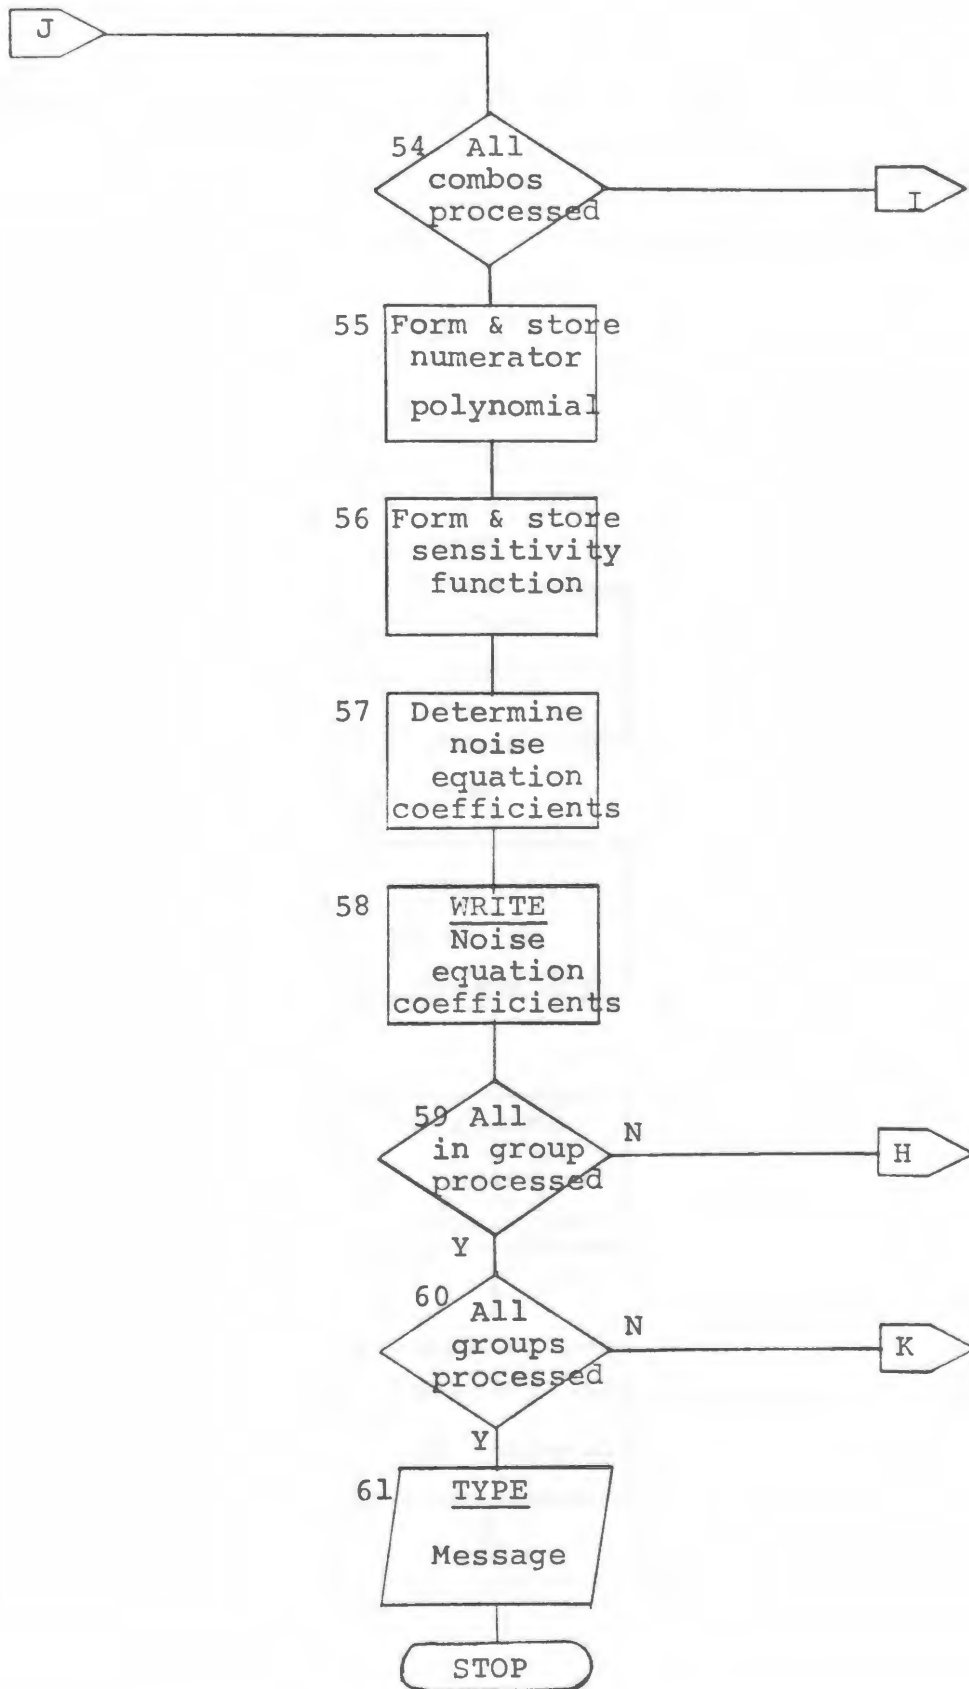 J
54 All
combos
processed
I
55 Form & store
numerator
polynomial
56 Form & store
sensitivity
function
57 Determine
noise
equation
coefficients
58 WRITE
Noise
equation
coefficients
59 All
in group
processed
N
H
Y
60
All
groups
processed
N
K
Y
61 TYPE
Message
STOP